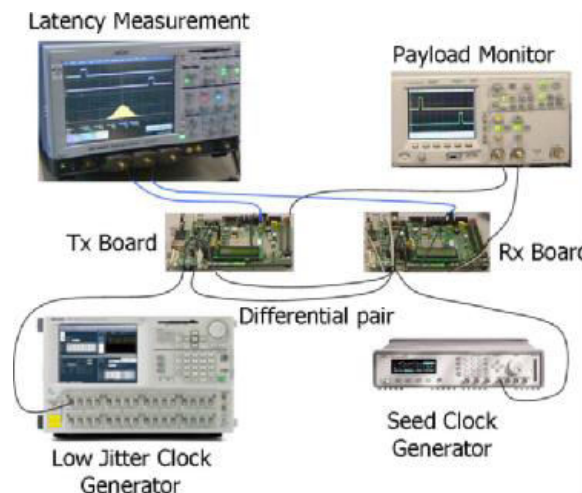 Latency Measurement
Payload Monitor
Tx Board
Rx Board
Differential pair
Low Jitter Clock
Generator
Seed Clock
Generator